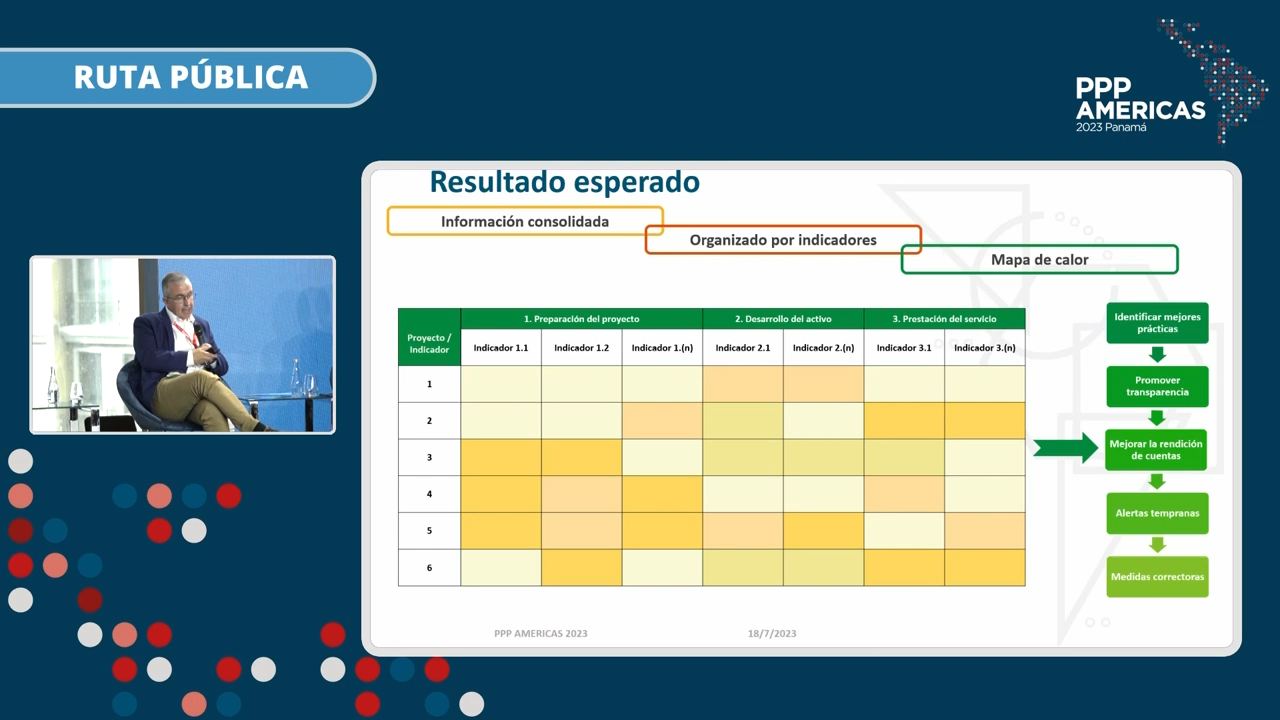 RUTA PÚBLICA
PPP
AMERICAS
2023 Panamá
Resultado esperado
Información consolidada
Organizado por indicadores
Mapa de calor
Proyecto /
Indicador
1. Preparación del proyecto
2. Desarrollo del activo
3. Prestación del servicio
Indicador 1.1
Indicador 1.2
Indicador 1.(n)
Indicador 2.1
Indicador 2.(n)
Indicador 3.1
Indicador 3.(n)
1
2
3
4
5
6
Identificar mejores
prácticas
Promover
transparencia
Mejorar la rendición
de cuentas
Alertas tempranas
Medidas correctoras
PPP AMERICAS 2023
18/7/2023